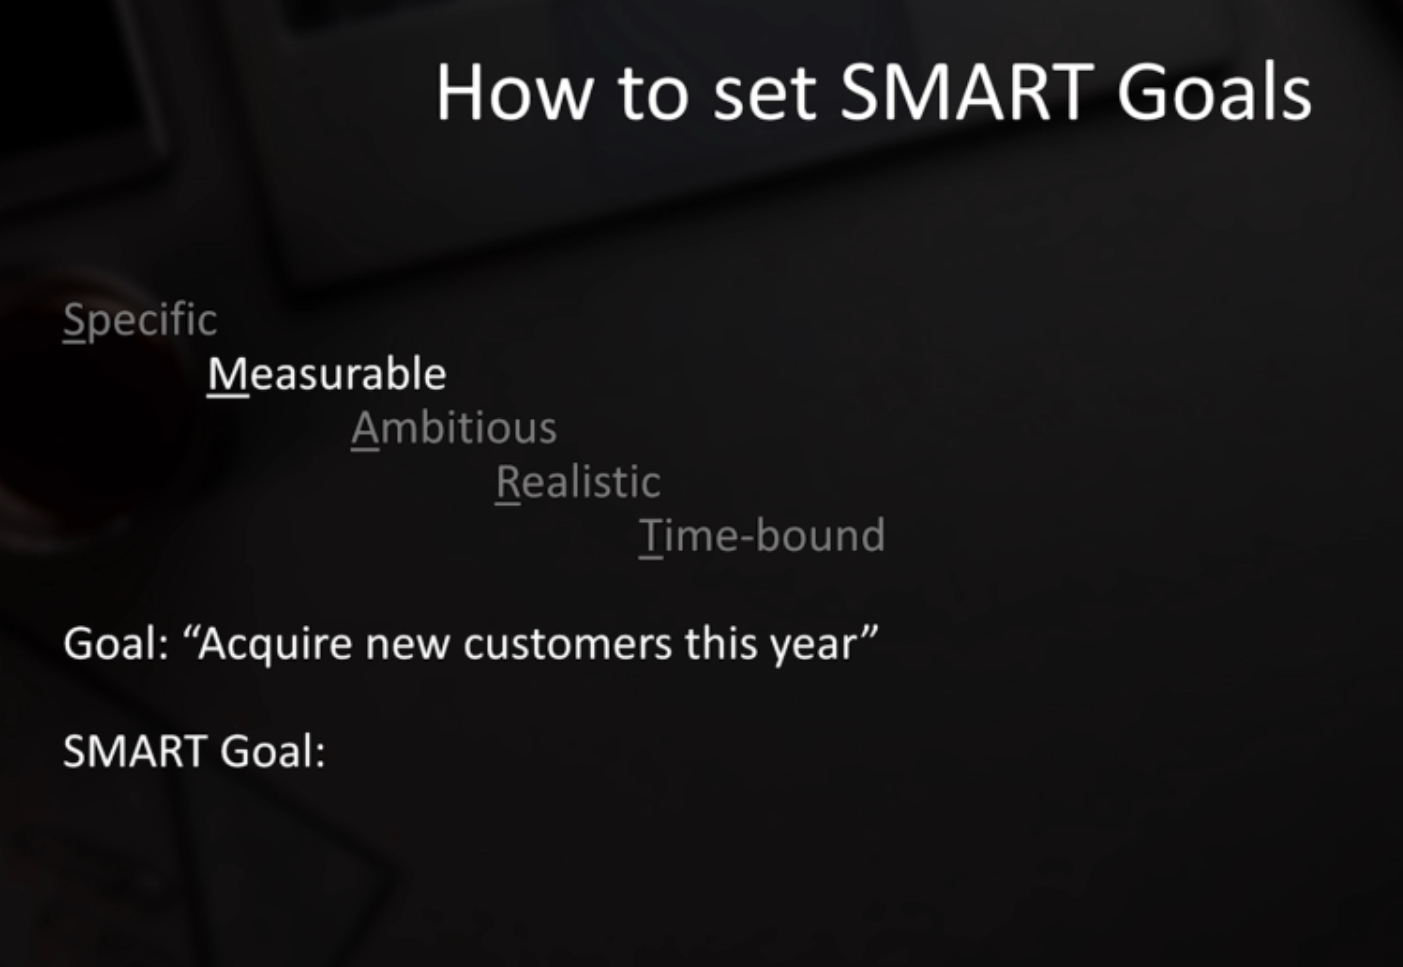 How to set SMART Goals
Specific
Measurable
Ambitious
Realistic
Time-bound
Goal: “Acquire new customers this year”
SMART Goal: